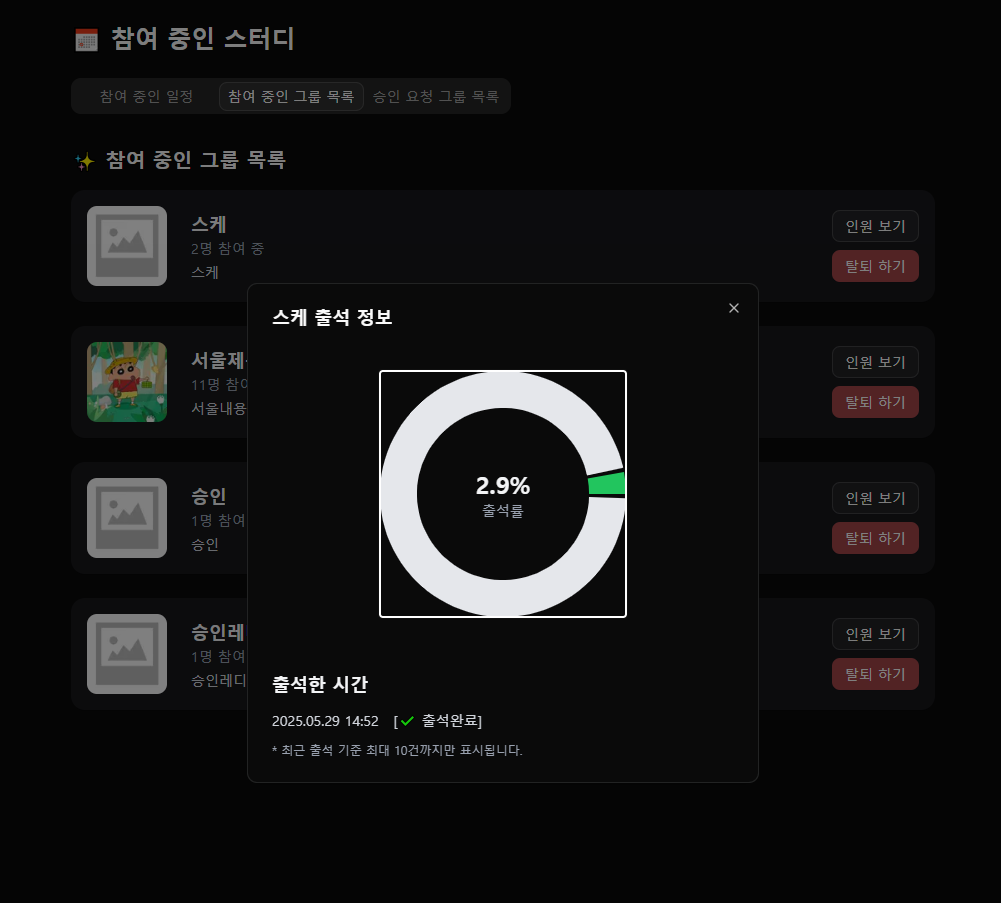 참여 중인 스터디
참여 중인 일정 참여 중인 그룹 목록 승인 요청 그룹 목록
✨ 참여 중인 그룹 목록
스케
2명 참여 중
스케
인원 보기
탈퇴 하기
서울제
11명 참여
서울내용
인원 보기
탈퇴 하기
승인
1명 참여
승인
인원 보기
탈퇴 하기
승인레
1명 참여
승인레디
인원 보기
탈퇴 하기
스케 출석 정보
2.9%
출석률
출석한 시간
2025.05.29 14:52 [✓ 출석완료]
* 최근 출석 기준 최대 10건까지만 표시됩니다.